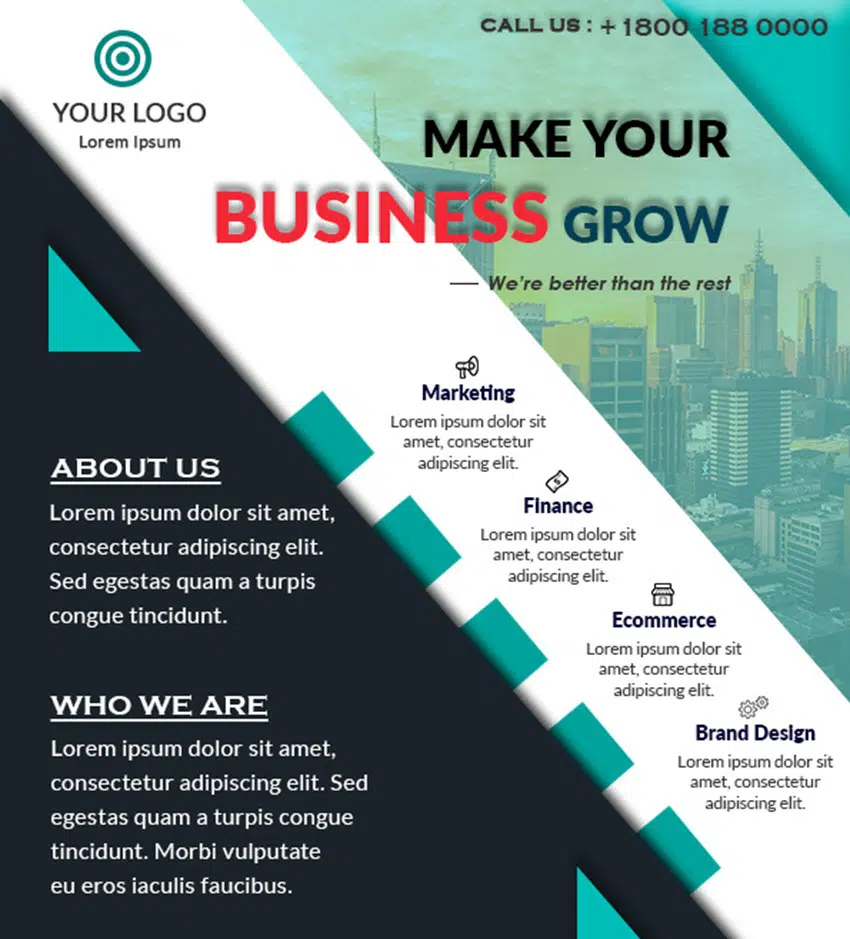 CALL US : + 1800 188 0000
YOUR LOGO
Lorem Ipsum
MAKE YOUR
BUSINESS GROW
— We're better than the rest
Marketing
Lorem ipsum dolor sit
amet, consectetur
adipiscing elit.
Finance
Lorem ipsum dolor sit
amet, consectetur
adipiscing elit.
Ecommerce
Lorem ipsum dolor sit
amet, consectetur
adipiscing elit.
Brand Design
Lorem ipsum dolor sit
amet, consectetur
adipiscing elit.
ABOUT US
Lorem ipsum dolor sit amet,
consectetur adipiscing elit.
Sed egestas quam a turpis
congue tincidunt.
WHO WE ARE
Lorem ipsum dolor sit amet,
consectetur adipiscing elit. Sed
egestas quam a turpis congue
tincidunt. Morbi vulputate
eu eros iaculis faucibus.